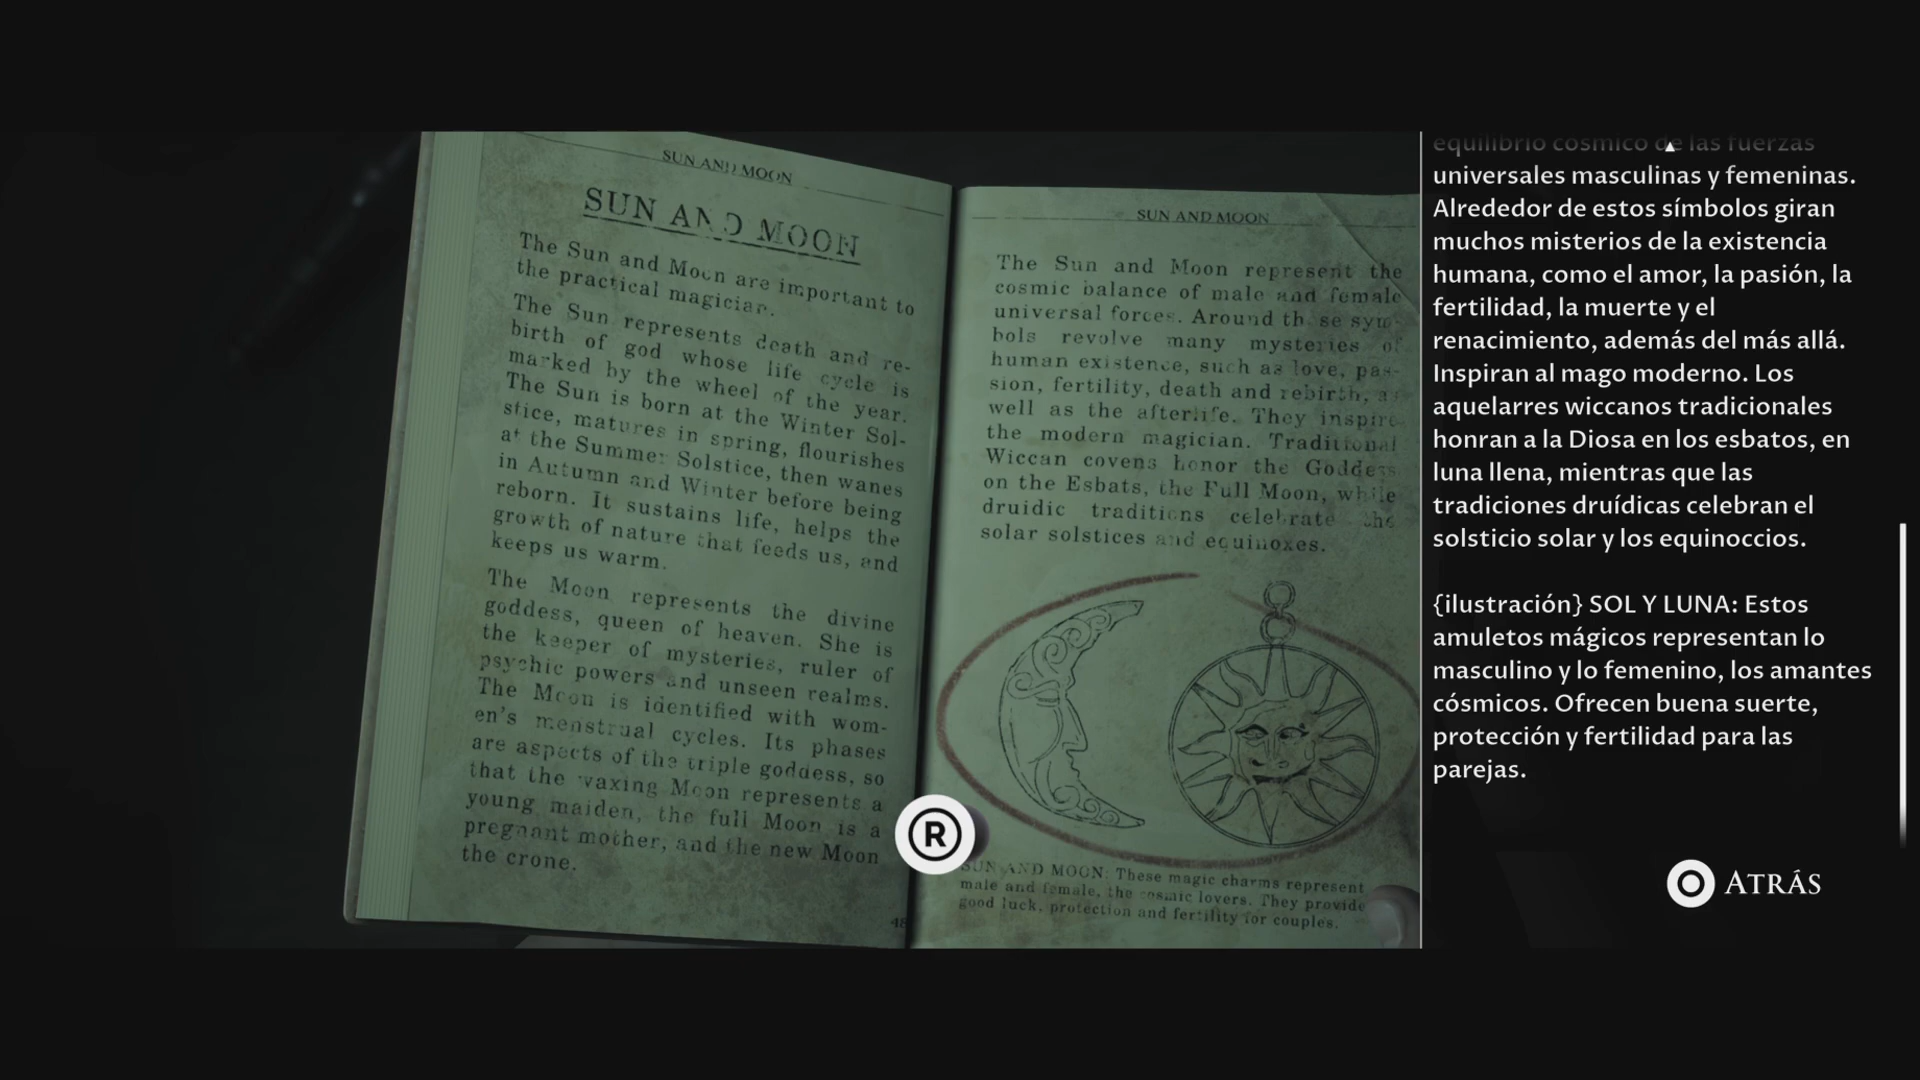 SUN AND MOON
SUN AND MOON
The Sun and Moon are important to
the practical magician.
The Sun represents death and re-
birth of god whose life cycle is
marked by the wheel of the year.
The Sun is born at the Winter Sol-
stice, matures in spring, flourishes
at the Summer Solstice, then wanes
in Autumn and Winter before being
reborn. It sustains life, helps the
growth of nature that feeds us, and
keeps us warm.
The Moon represents the divine
goddess, queen of heaven. She is
the keeper of mysteries, ruler of
psychic powers and unseen realms.
The Moon is identified with wom-
en's menstrual cycles. Its phases
are aspects of the triple goddess, so
that the waxing Moon represents a
young maiden, the full Moon is a
pregnant mother, and the new Moon
the crone.
48
SUN AND MOON
The Sun and Moon represent the
cosmic balance of male and female
universal forces. Around these sym-
bols revolve many mysteries of
human existence, such as love, pas-
sion, fertility, death and rebirth, as
well as the afterlife. They inspire
the modern magician. Traditional
Wiccan covens honor the Goddess
on the Esbats, the Full Moon, while
druidic traditions celebrate the
solar solstices and equinoxes.
SUN AND MOON: These magic charms represent
male and female, the cosmic lovers. They provide
good luck, protection and fertility for couples.
R
equilibrio cósmico de las fuerzas
universales masculinas y femeninas.
Alrededor de estos símbolos giran
muchos misterios de la existencia
humana, como el amor, la pasión, la
fertilidad, la muerte y el
renacimiento, además del más allá.
Inspiran al mago moderno. Los
aquelarres wiccanos tradicionales
honran a la Diosa en los esbatos, en
luna llena, mientras que las
tradiciones druídicas celebran el
solsticio solar y los equinoccios.
{ilustración} SOL Y LUNA: Estos
amuletos mágicos representan lo
masculino y lo femenino, los amantes
cósmicos. Ofrecen buena suerte,
protección y fertilidad para las
parejas.
ATRÁS